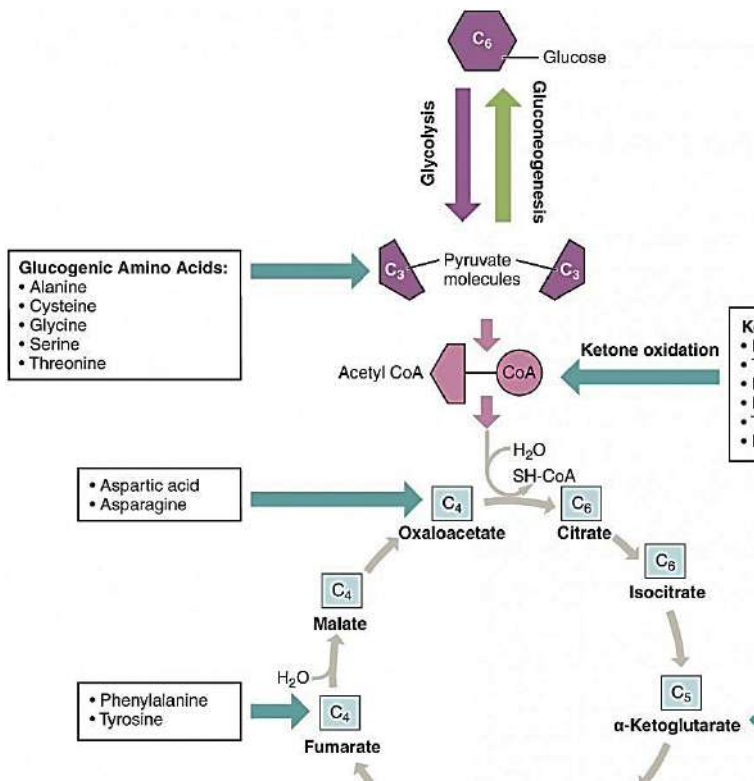 C6
Glucose
Glycolysis
Gluconeogenesis
Glucogenic Amino Acids:
• Alanine
• Cysteine
• Glycine
• Serine
• Threonine
C3
Pyruvate
molecules
C3
Acetyl CoA
CoA
Ketone oxidation
H2O
SH-CoA
• Aspartic acid
• Asparagine
C4
Oxaloacetate
C6
Citrate
C6
Isocitrate
C4
Malate
H2O
• Phenylalanine
• Tyrosine
C4
Fumarate
C5
α-Ketoglutarate